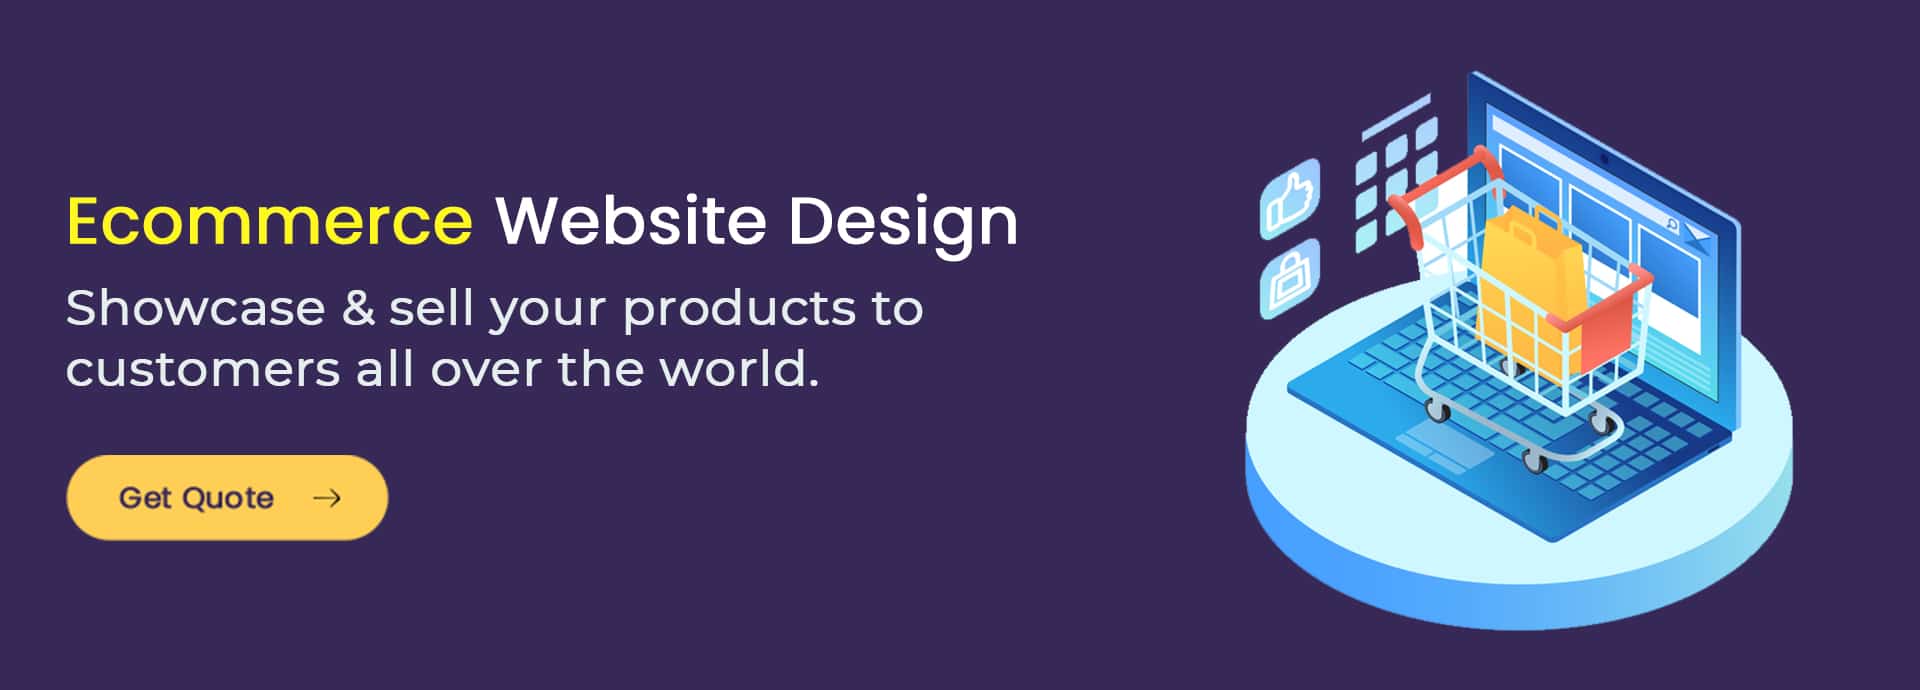 Ecommerce Website Design
Showcase & sell your products to
customers all over the world.
Get Quote